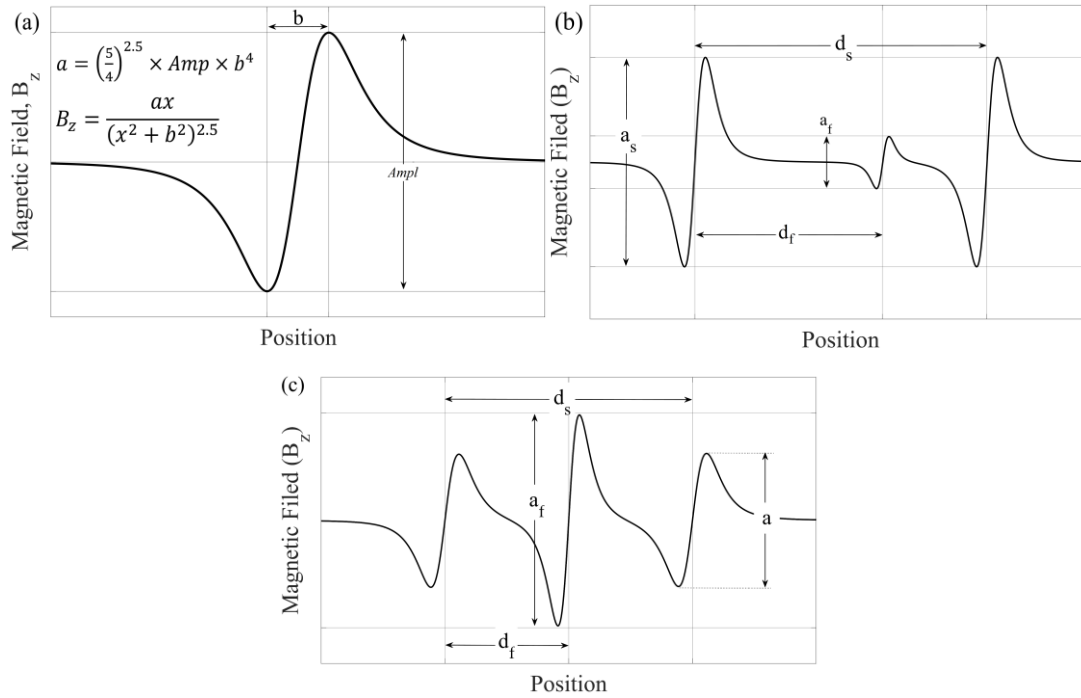 (a)
b
a = (5/4)^2.5 × Amp × b^4
B_z = ax/(x^2 + b^2)^2.5
Ampl
Magnetic Field, B_z
Position
(b)
d_s
a_s
a_f
d_f
Magnetic Filed (B_z)
Position
(c)
d_s
a_f
a
d_f
Magnetic Filed (B_z)
Position